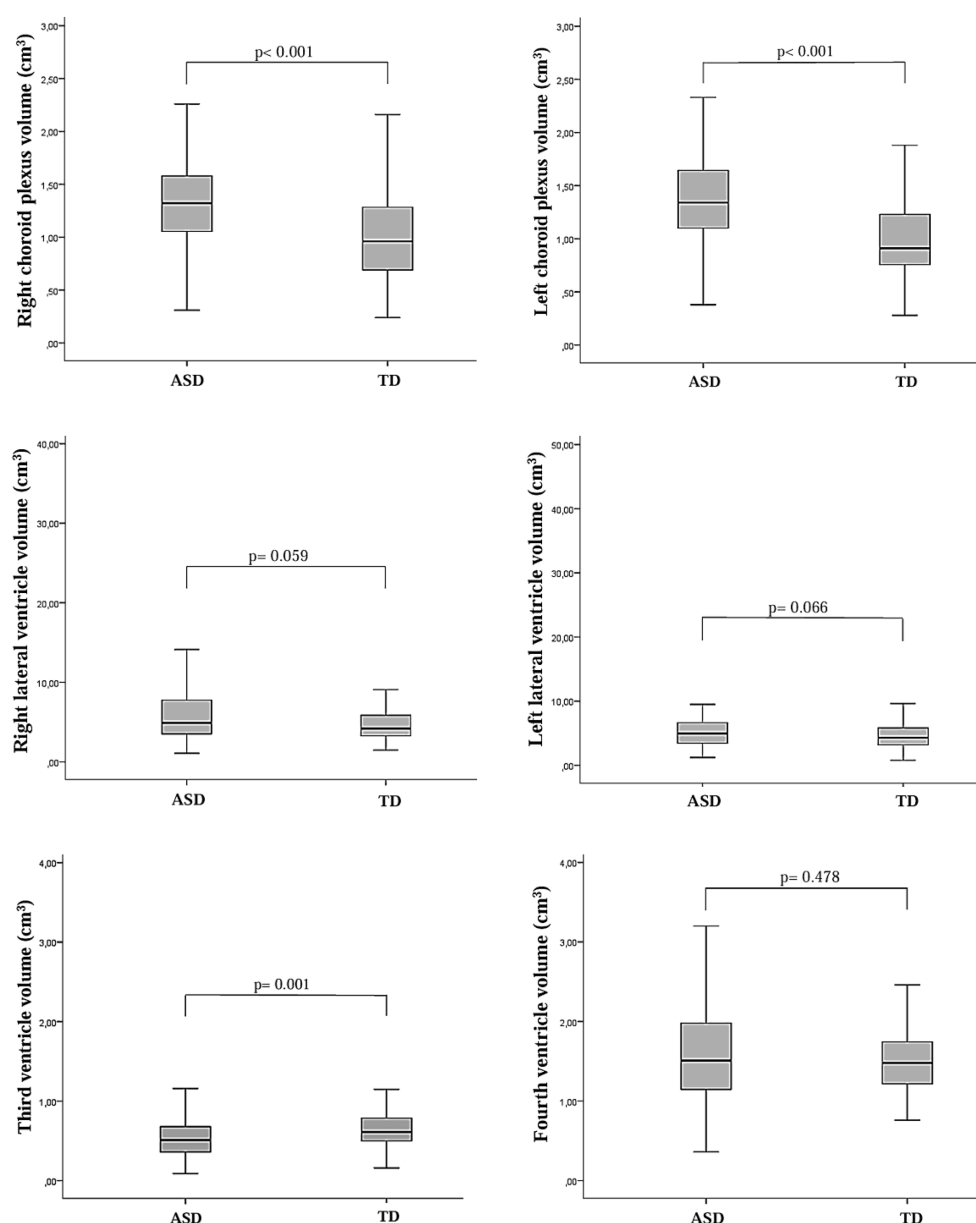 Right choroid plexus volume (cm³)
3,00
2,50
2,00
1,50
1,00
,50
,00
p< 0.001
ASD
TD
Left choroid plexus volume (cm³)
3,00
2,50
2,00
1,50
1,00
,50
,00
p< 0.001
ASD
TD
Right lateral ventricle volume (cm³)
40,00
30,00
20,00
10,00
,00
p= 0.059
ASD
TD
Left lateral ventricle volume (cm³)
50,00
40,00
30,00
20,00
10,00
,00
p= 0.066
ASD
TD
Third ventricle volume (cm³)
4,00
3,00
2,00
1,00
,00
p= 0.001
ASD
TD
Fourth ventricle volume (cm³)
4,00
3,00
2,00
1,00
,00
p= 0.478
ASD
TD